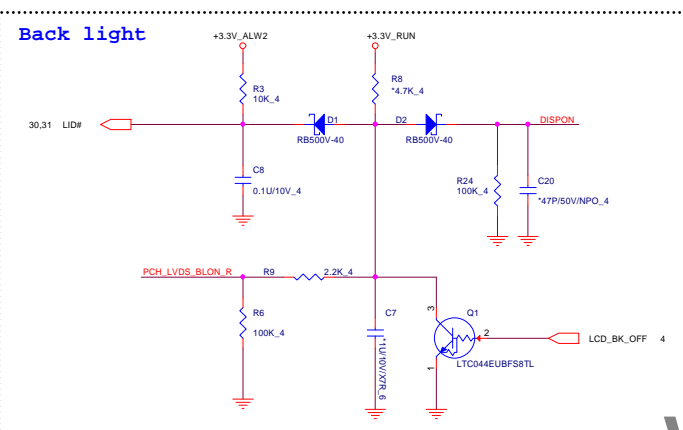 Back light
+3.3V_ALW2
+3.3V_RUN
R3
10K_4
R8
*4.7K_4
30,31 LID#
D1
RB500V-40
D2
RB500V-40
DISPON
C8
0.1U/10V_4
R24
100K_4
C20
*47P/50V/NPO_4
PCH_LVDS_BLON_R
R9
2.2K_4
R6
100K_4
C7
*1U/10V/X7R_6
3
Q1
2
LCD_BK_OFF 4
LTC044EUBFS8TL
1